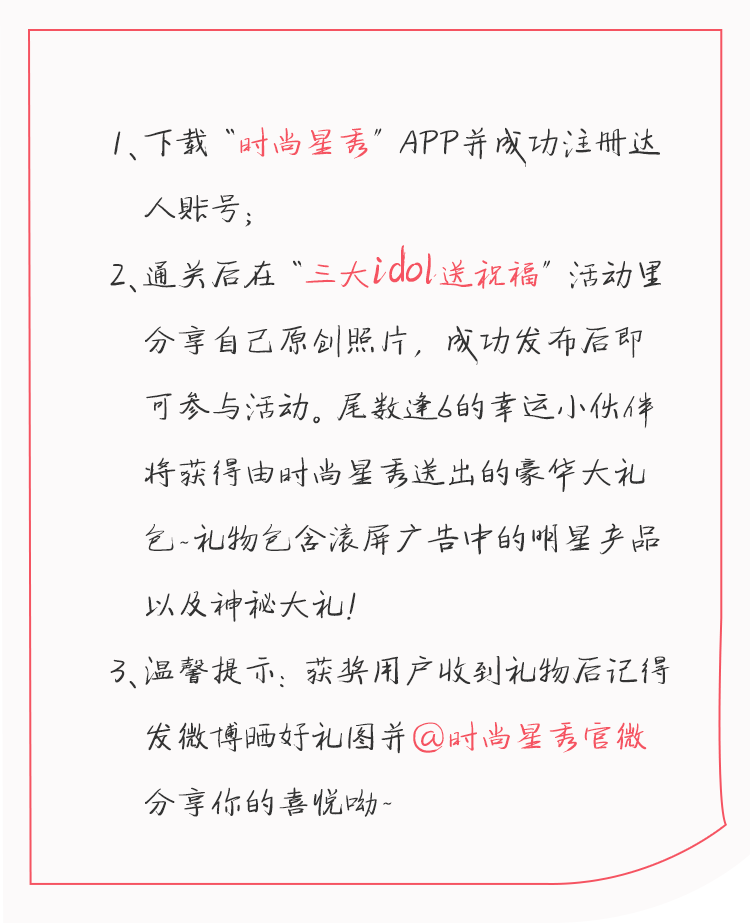 1、下载“时尚星秀”APP并成功注册达
人账号；
2、通关后在“三大idol送祝福”活动里
分享自己原创照片，成功发布后即
可参与活动。尾数逢6的幸运小伙伴
将获得由时尚星秀送出的豪华大礼
包~礼物包含滚屏广告中的明星产品
以及神秘大礼！
3、温馨提示：获奖用户收到礼物后记得
发微博晒好礼图并@时尚星秀官微
分享你的喜悦呦~